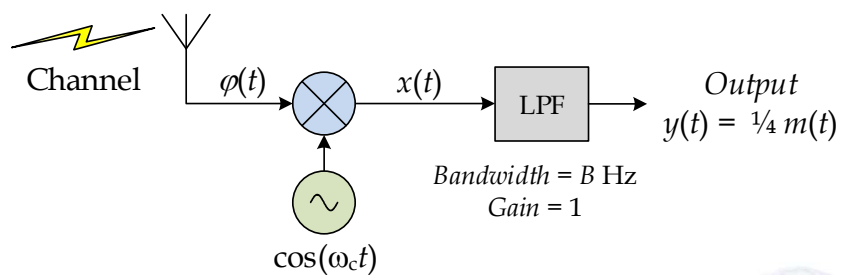 Channel
φ(t)
x(t)
LPF
Output
y(t) = ¼ m(t)
Bandwidth = B Hz
Gain = 1
cos(ωct)